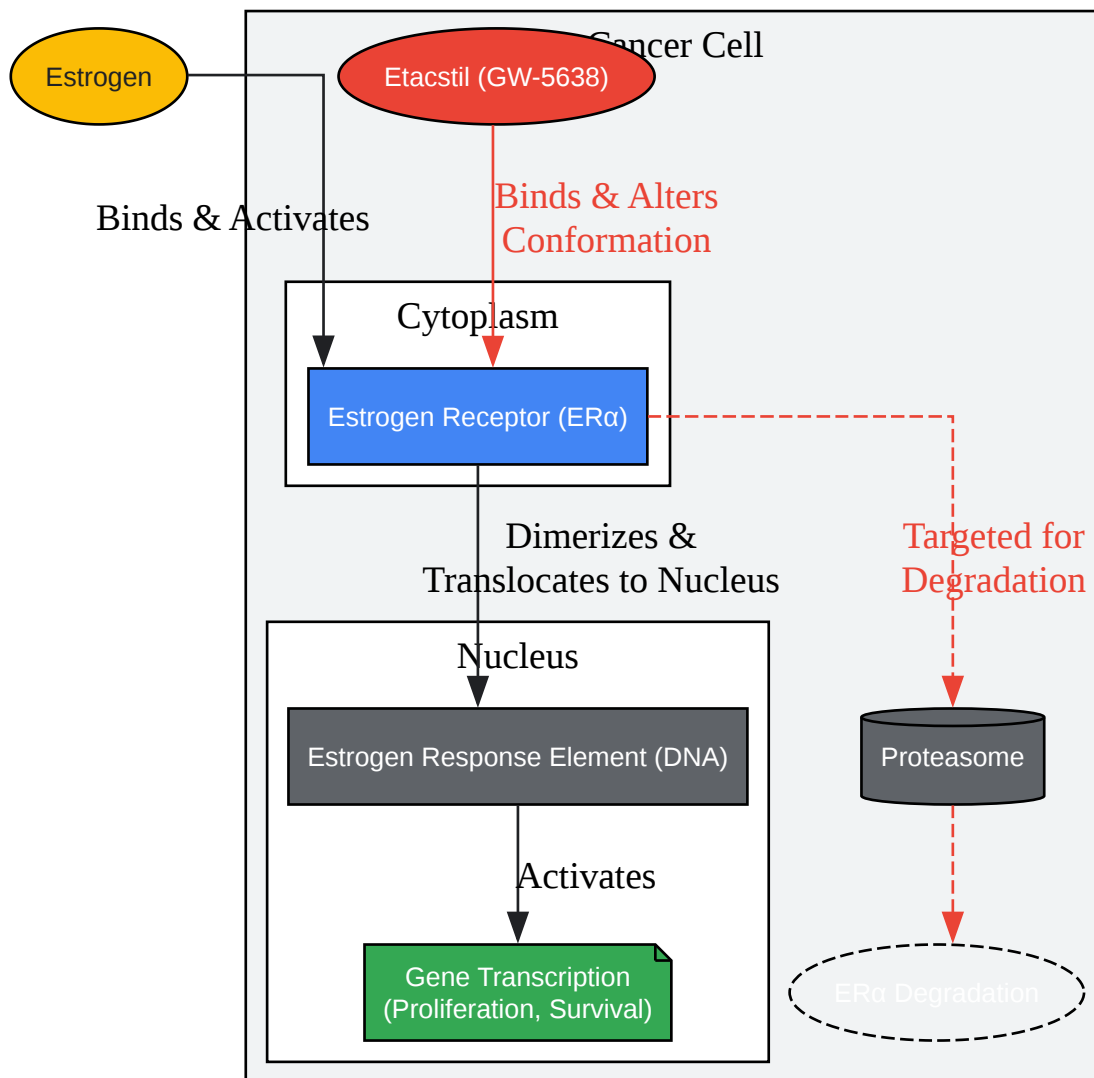 Cancer Cell
Estrogen
Etacstil (GW-5638)
Binds & Activates
Binds & Alters
Conformation
Cytoplasm
Estrogen Receptor (ERα)
Dimerizes &
Translocates to Nucleus
Targeted for
Degradation
Nucleus
Estrogen Response Element (DNA)
Proteasome
Activates
Gene Transcription
(Proliferation, Survival)
ERα Degradation